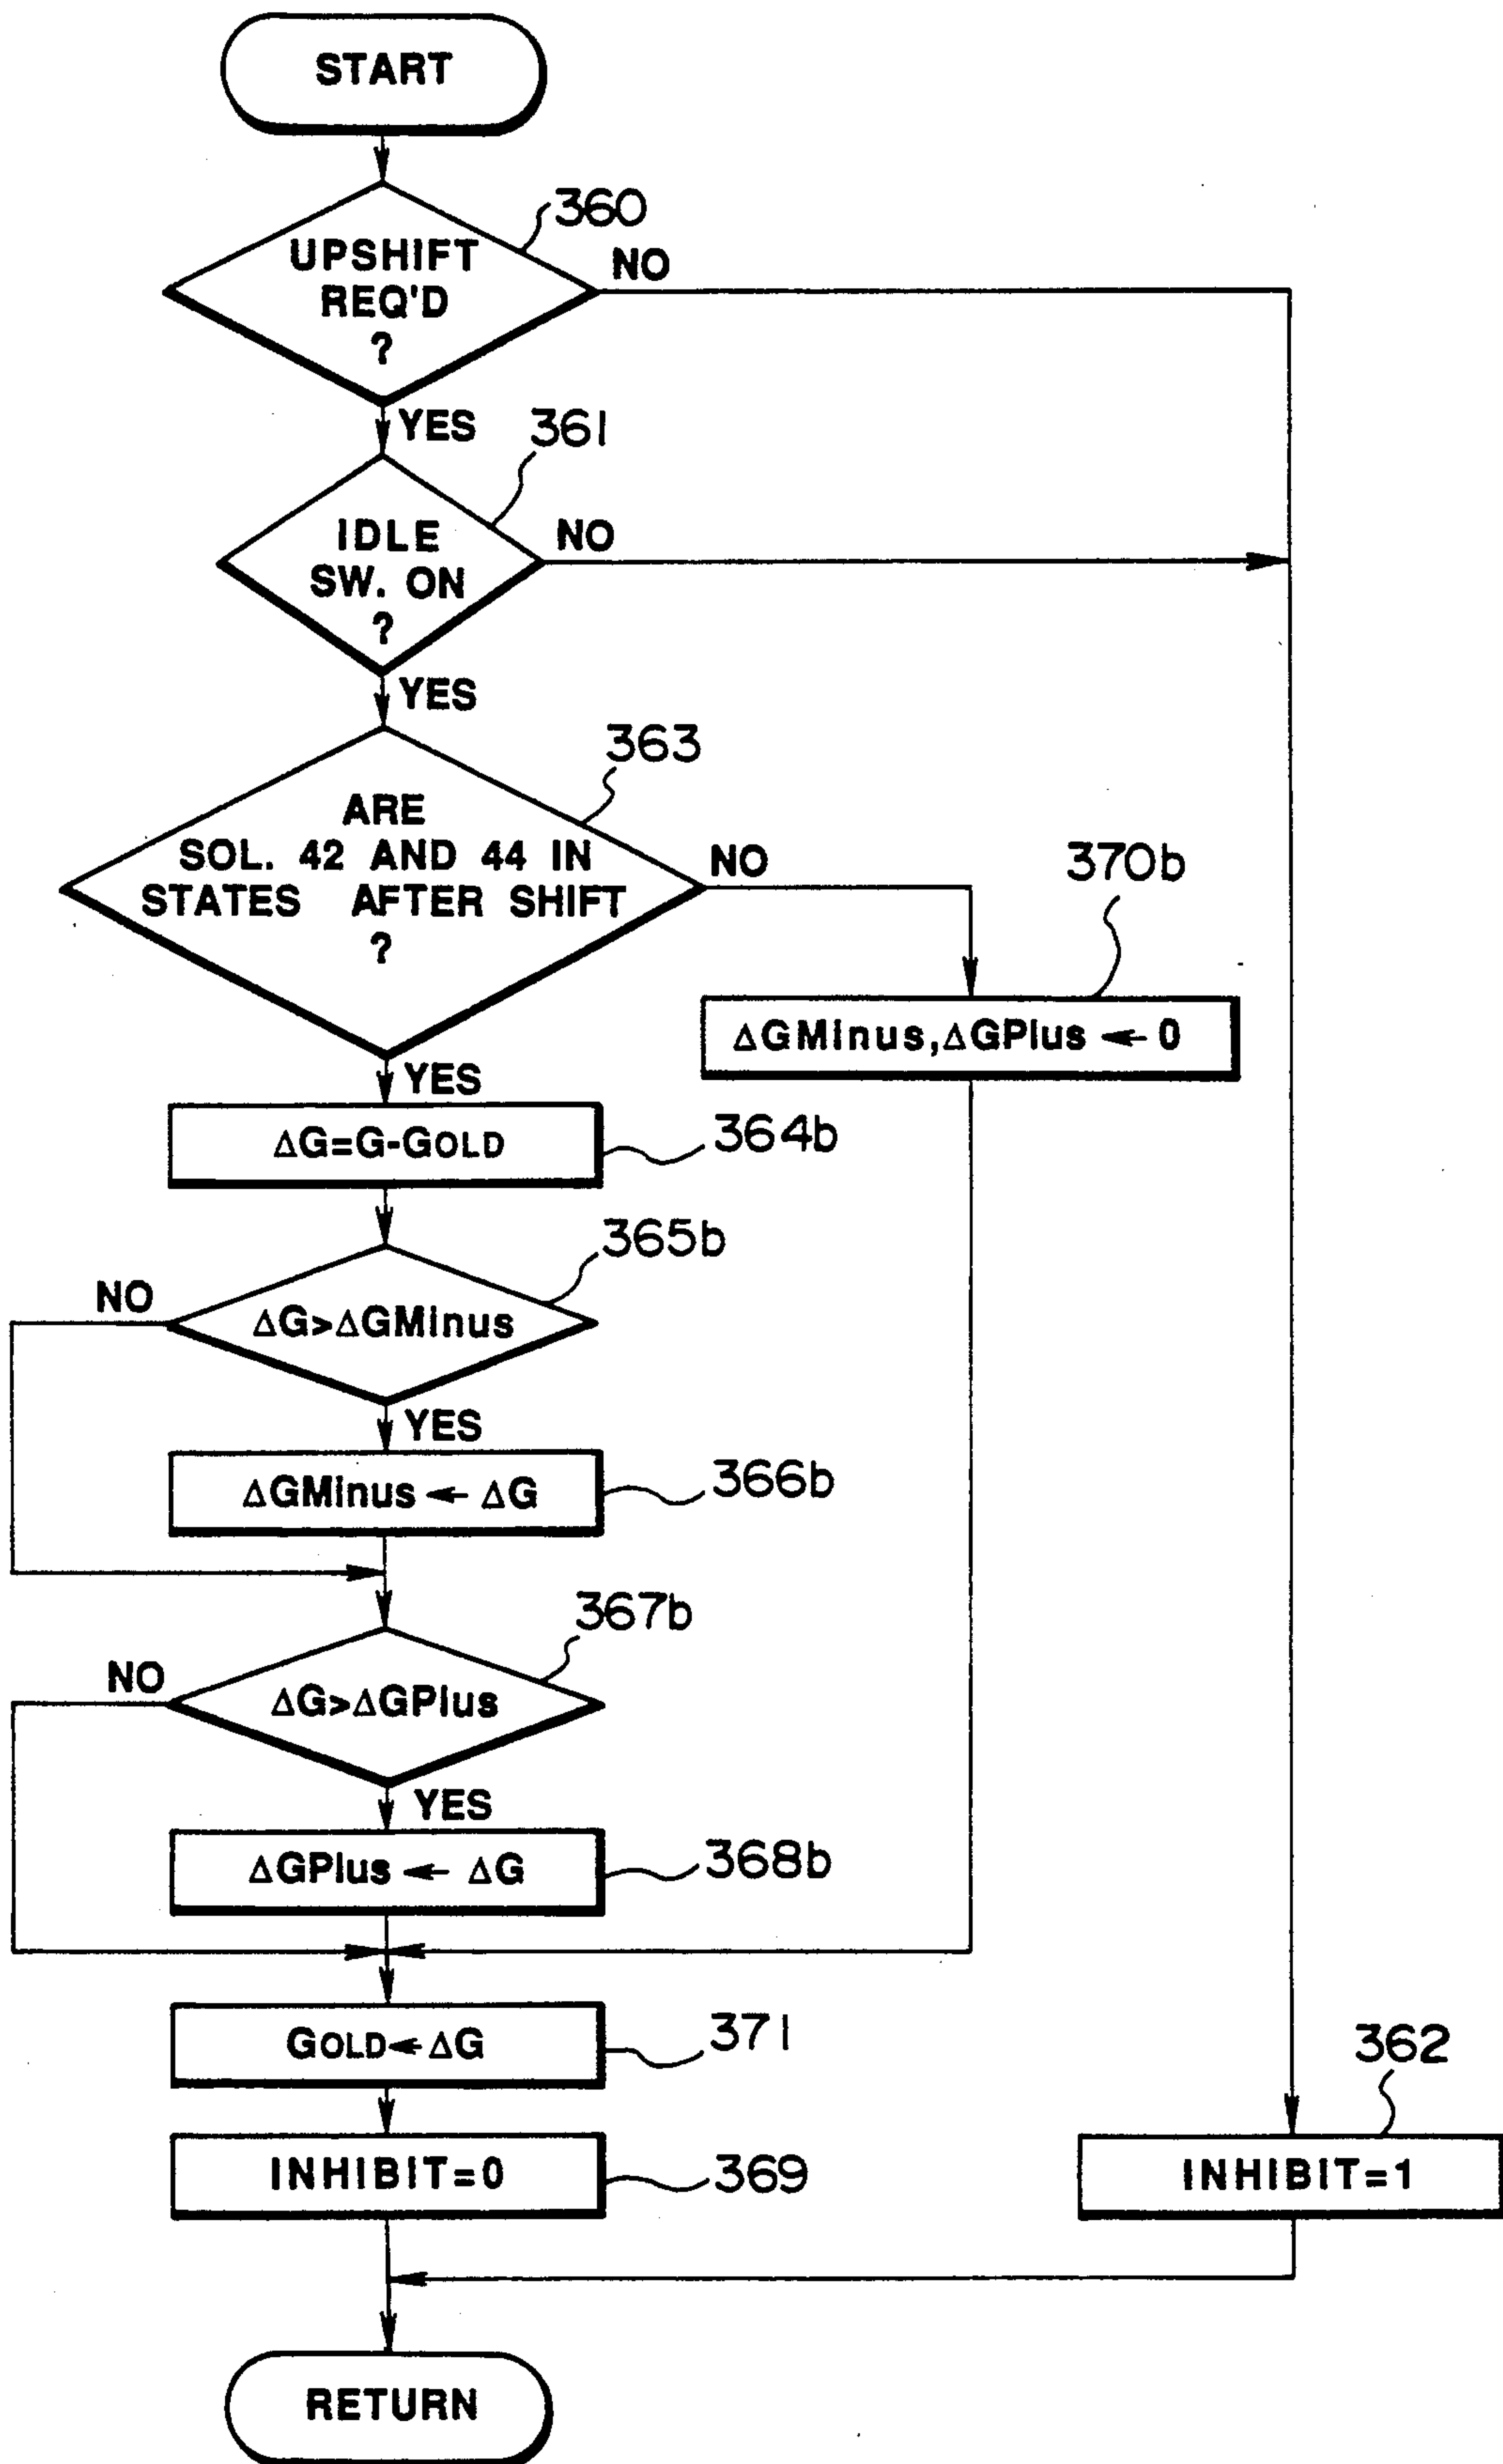 START
360
UPSHIFT
REQ'D
?
NO
YES
361
IDLE
SW. ON
?
NO
YES
363
ARE
SOL. 42 AND 44 IN
STATES AFTER SHIFT
?
NO
370b
ΔGMinus,ΔGPlus ← 0
YES
ΔG=G-GOLD
364b
365b
NO
ΔG>ΔGMinus
YES
ΔGMinus ← ΔG
366b
367b
NO
ΔG>ΔGPlus
YES
ΔGPlus ← ΔG
368b
GOLD←ΔG
371
362
INHIBIT=0
369
INHIBIT=1
RETURN